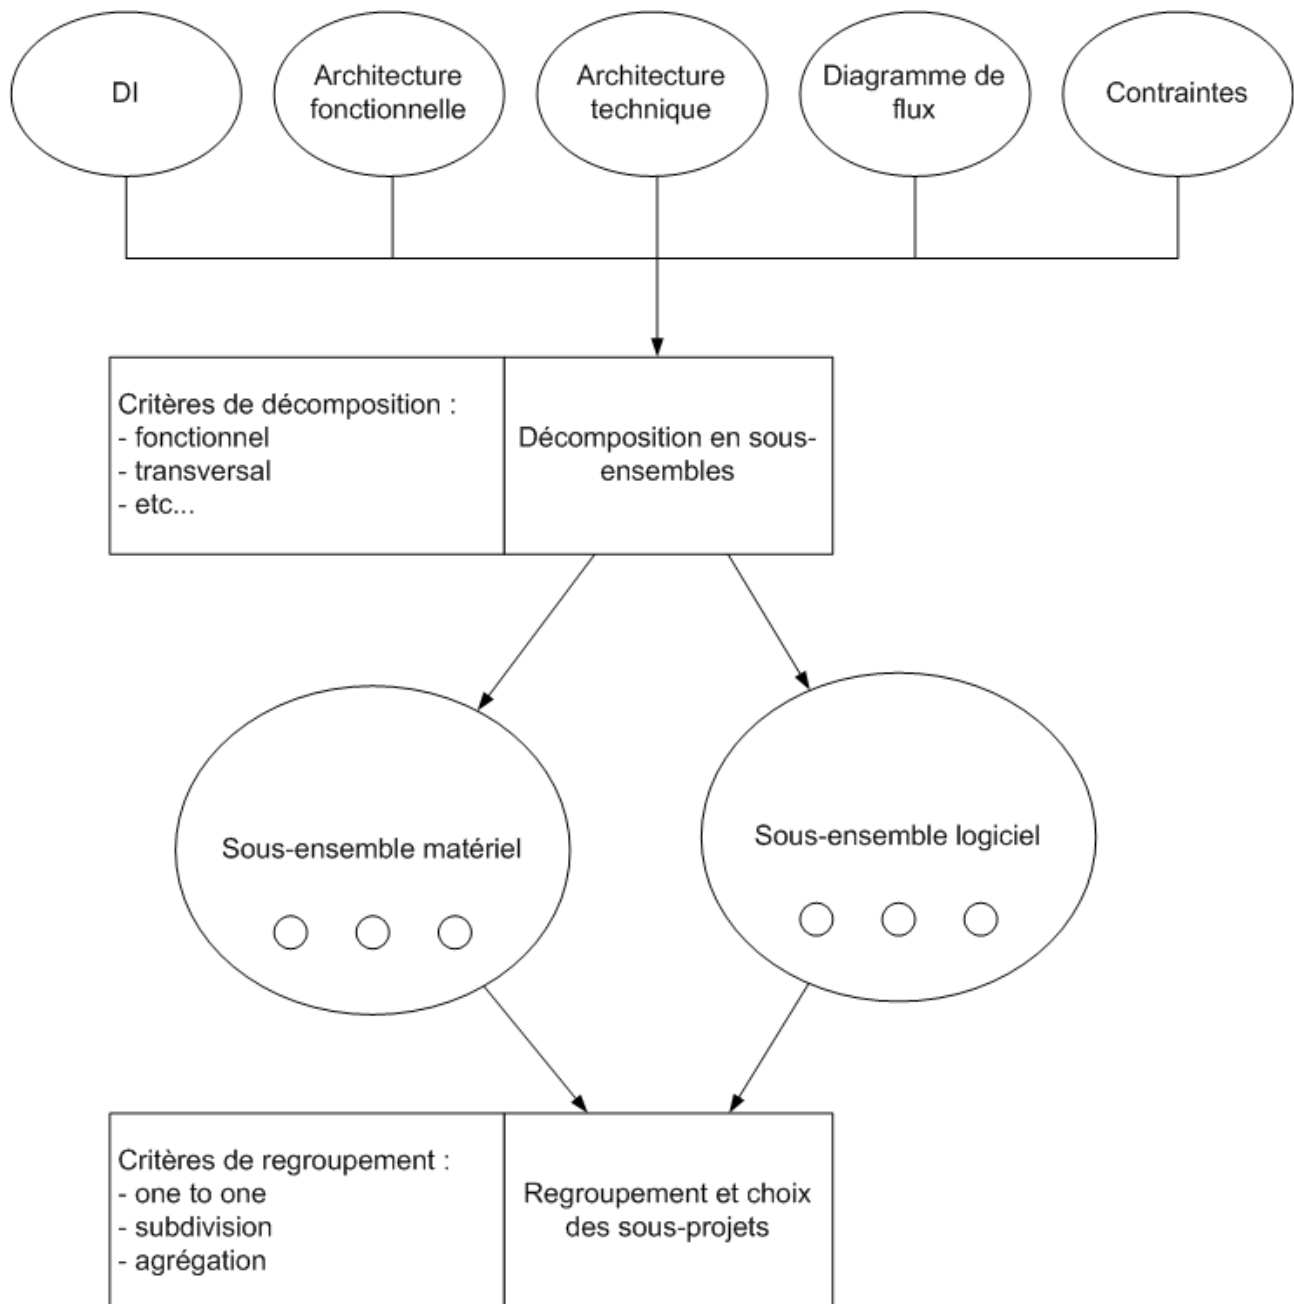 DI
Architecture
fonctionnelle
Architecture
technique
Diagramme de
flux
Contraintes
Critères de décomposition :
- fonctionnel
- transversal
- etc...
Décomposition en sous-
ensembles
Sous-ensemble matériel
Sous-ensemble logiciel
Critères de regroupement :
- one to one
- subdivision
- agrégation
Regroupement et choix
des sous-projets